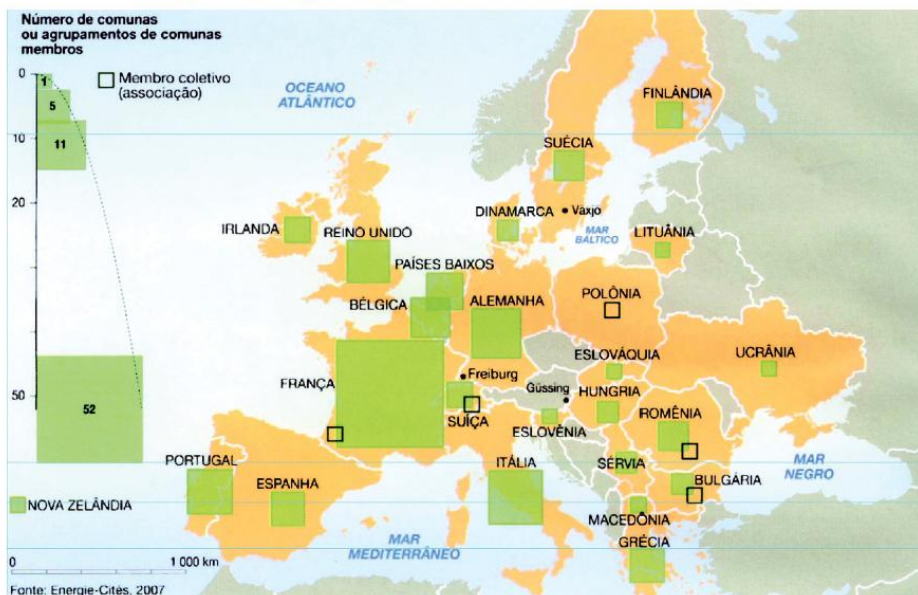 Número de comunas
ou agrupamentos de comunas
membros
0
1
5
10
11
20
50
52
Membro coletivo
(associação)
OCEANO
ATLÂNTICO
FINLÂNDIA
SUÉCIA
DINAMARCA
Växjö
MAR
BÁLTICO
LITUÂNIA
IRLANDA
REINO UNIDO
PAÍSES BAIXOS
BÉLGICA
ALEMANHA
POLÔNIA
ESLOVÁQUIA
UCRÂNIA
FRANÇA
Freiburg
Güssing
HUNGRIA
SUÍÇA
ESLOVÊNIA
ROMÊNIA
PORTUGAL
ESPANHA
ITÁLIA
SÉRVIA
BULGÁRIA
MAR
NEGRO
NOVA ZELÂNDIA
MACEDÔNIA
GRÉCIA
MAR
MEDITERRÂNEO
0
1 000 km
Fonte: Energie-Cités, 2007